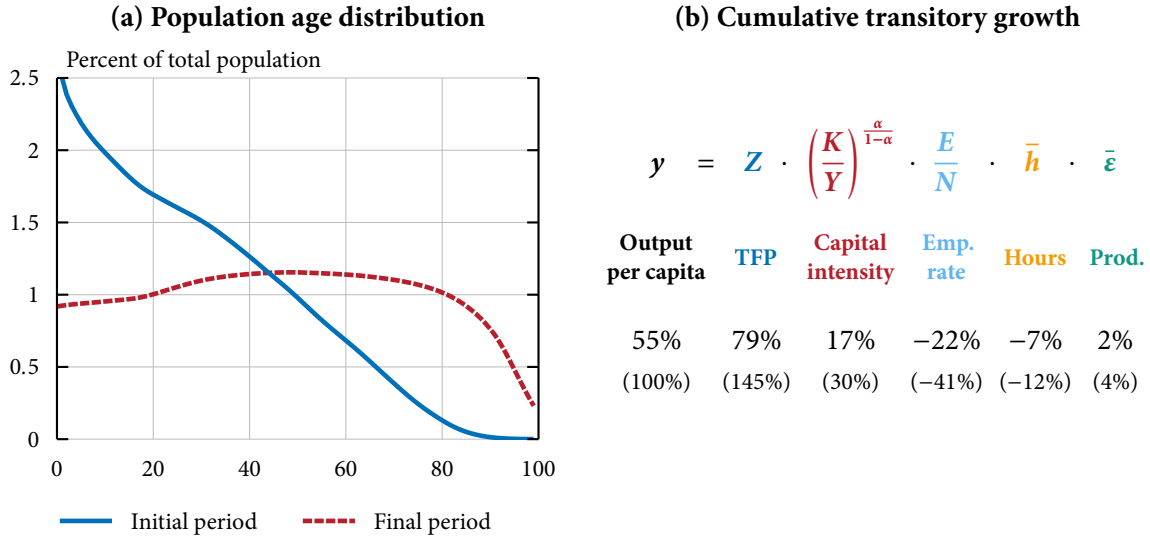 (a) Population age distribution
Percent of total population
2.5
2
1.5
1
0.5
0
0 20 40 60 80 100
Initial period Final period
(b) Cumulative transitory growth
y = Z · (K/Y)^{α/(1−α)} · E/N · h̄ · ε̄
Output per capita TFP Capital intensity Emp. rate Hours Prod.
55% 79% 17% −22% −7% 2%
(100%) (145%) (30%) (−41%) (−12%) (4%)